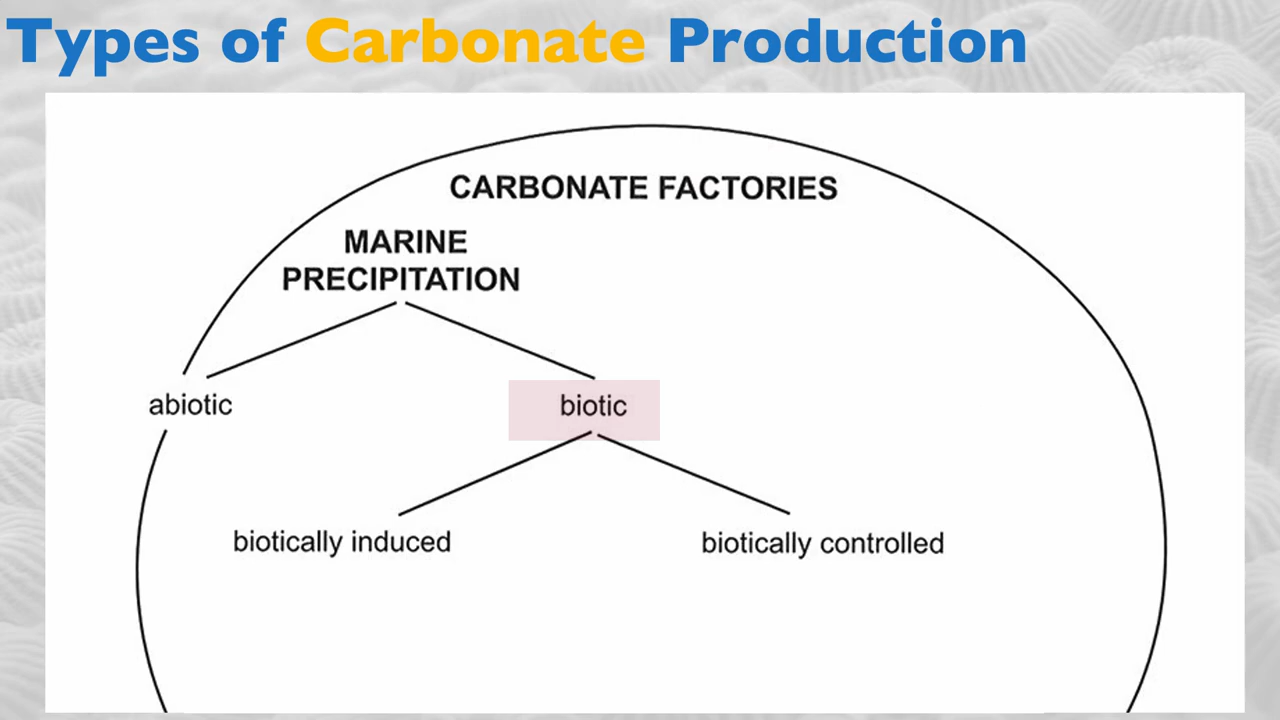 Types of Carbonate Production
CARBONATE FACTORIES
MARINE
PRECIPITATION
abiotic
biotic
biotically induced
biotically controlled